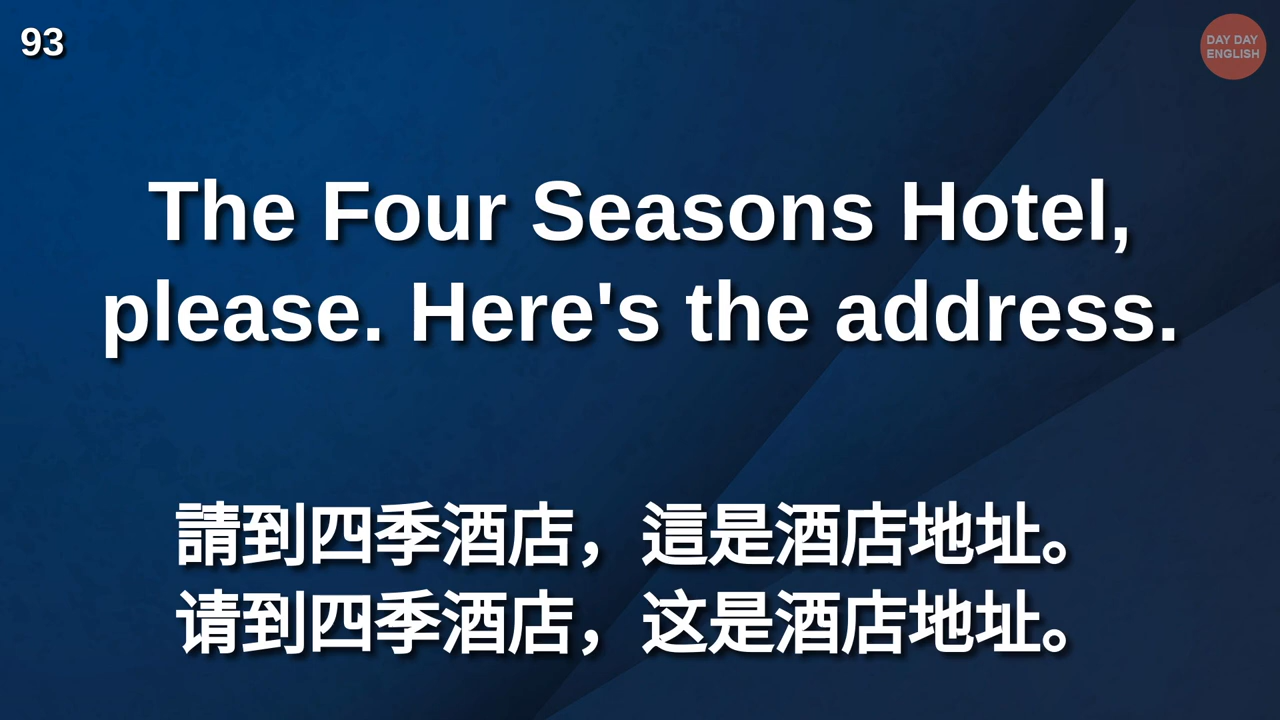 93
DAY DAY
ENGLISH
The Four Seasons Hotel,
please. Here's the address.
請到四季酒店，這是酒店地址。
请到四季酒店，这是酒店地址。